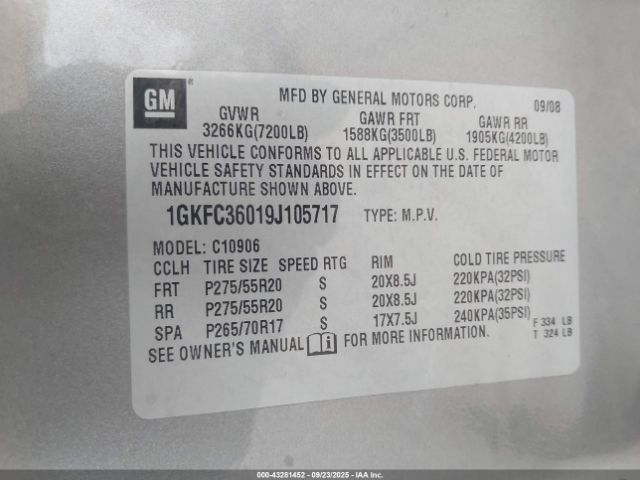 GM
MFD BY GENERAL MOTORS CORP. 09/08
GVWR GAWR FRT GAWR RR
3266KG(7200LB) 1588KG(3500LB) 1905KG(4200LB)
THIS VEHICLE CONFORMS TO ALL APPLICABLE U.S. FEDERAL MOTOR
VEHICLE SAFETY STANDARDS IN EFFECT ON THE DATE OF
MANUFACTURE SHOWN ABOVE.
1GKFC36019J105717 TYPE: M.P.V.
MODEL: C10906
CCLH TIRE SIZE SPEED RTG RIM COLD TIRE PRESSURE
FRT P275/55R20 S 20X8.5J 220KPA(32PSI)
RR P275/55R20 S 20X8.5J 220KPA(32PSI)
SPA P265/70R17 S 17X7.5J 240KPA(35PSI) F 334 LB
T 324 LB
SEE OWNER'S MANUAL i FOR MORE INFORMATION.
000-43281452 - 09/23/2025 - IAA Inc.